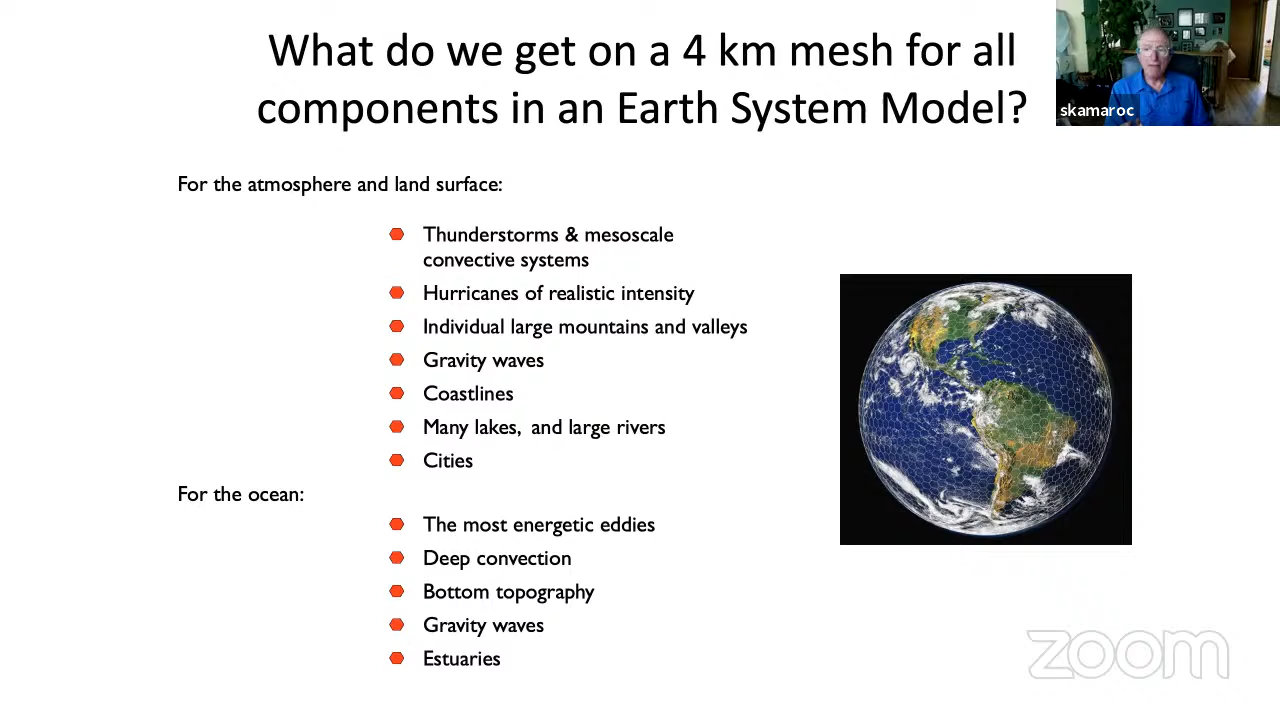 What do we get on a 4 km mesh for all
components in an Earth System Model?
skamaroc
For the atmosphere and land surface:
Thunderstorms & mesoscale
convective systems
Hurricanes of realistic intensity
Individual large mountains and valleys
Gravity waves
Coastlines
Many lakes, and large rivers
Cities
For the ocean:
The most energetic eddies
Deep convection
Bottom topography
Gravity waves
Estuaries
zoom